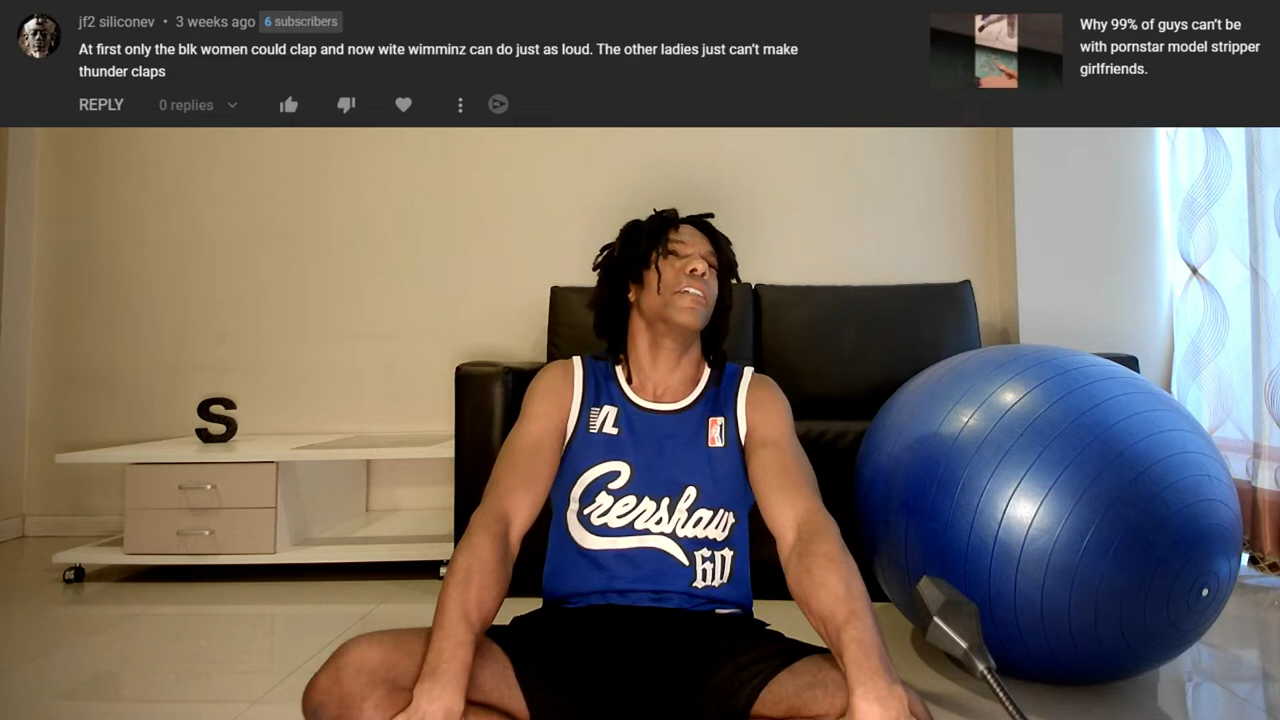 jf2 siliconev • 3 weeks ago 6 subscribers
At first only the blk women could clap and now wite wimminz can do just as loud. The other ladies just can't make
thunder claps
REPLY 0 replies
Why 99% of guys can't be
with pornstar model stripper
girlfriends.
S
Crenshaw
60